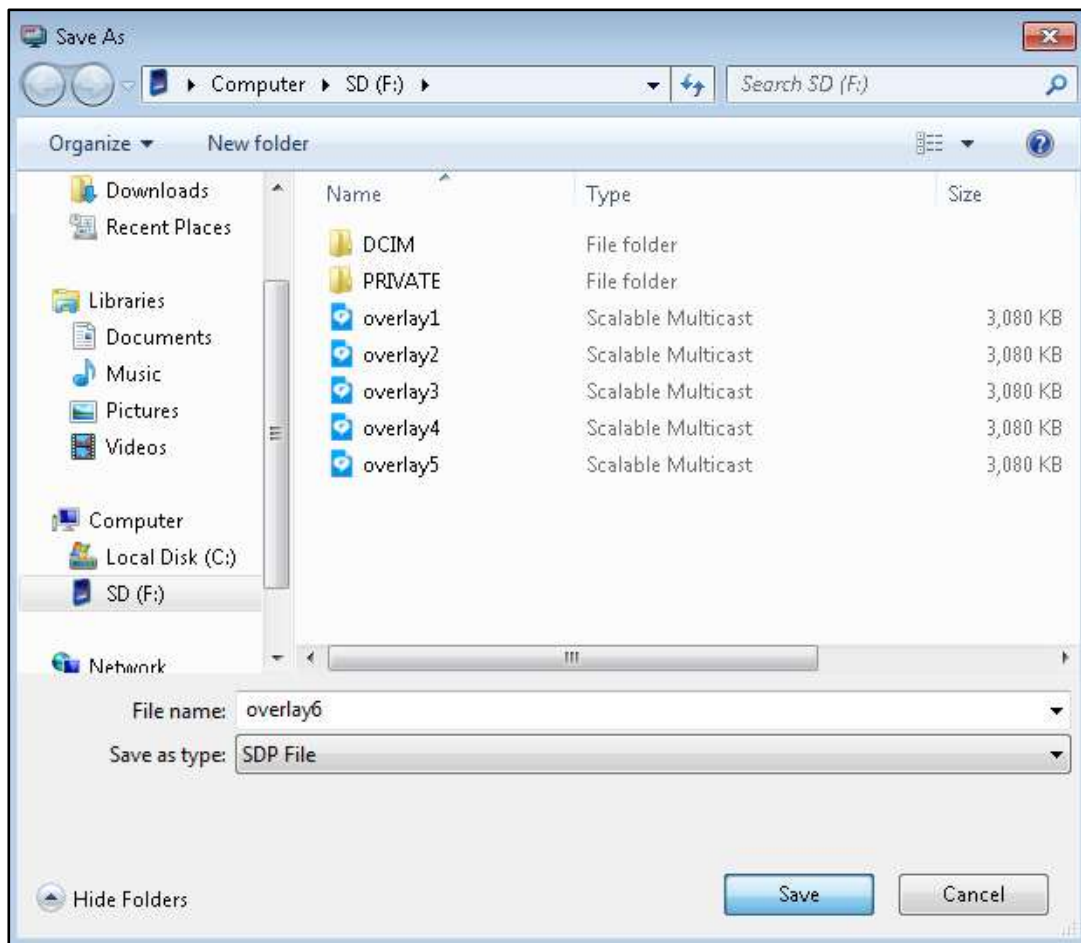 Save As
Computer SD (F:)
Search SD (F:)
Organize New folder
Downloads
Recent Places
Libraries
Documents
Music
Pictures
Videos
Computer
Local Disk (C:)
SD (F:)
Network
Name Type Size
DCIM File folder
PRIVATE File folder
overlay1 Scalable Multicast 3,080 KB
overlay2 Scalable Multicast 3,080 KB
overlay3 Scalable Multicast 3,080 KB
overlay4 Scalable Multicast 3,080 KB
overlay5 Scalable Multicast 3,080 KB
File name: overlay6
Save as type: SDP File
Hide Folders
Save Cancel